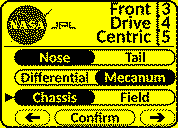 NASA JPL
Front 3
Drive 4
Centric 5
Nose Tail
Differential Mecanum
Chassis Field
← Confirm →